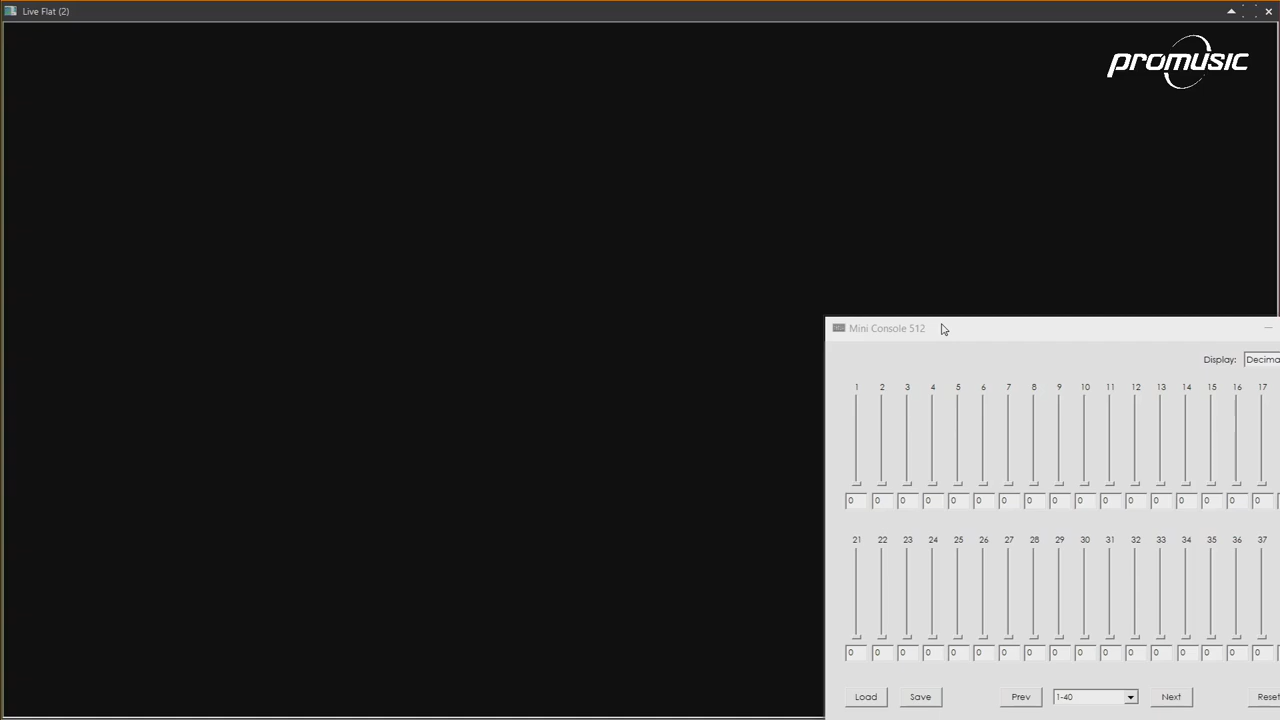 Live Flat (2)
promusic
Mini Console 512
Display: Decima
1 2 3 4 5 6 7 8 9 10 11 12 13 14 15 16 17
0 0 0 0 0 0 0 0 0 0 0 0 0 0 0 0 0
21 22 23 24 25 26 27 28 29 30 31 32 33 34 35 36 37
0 0 0 0 0 0 0 0 0 0 0 0 0 0 0 0 0
Load Save Prev 1-40 Next Reset